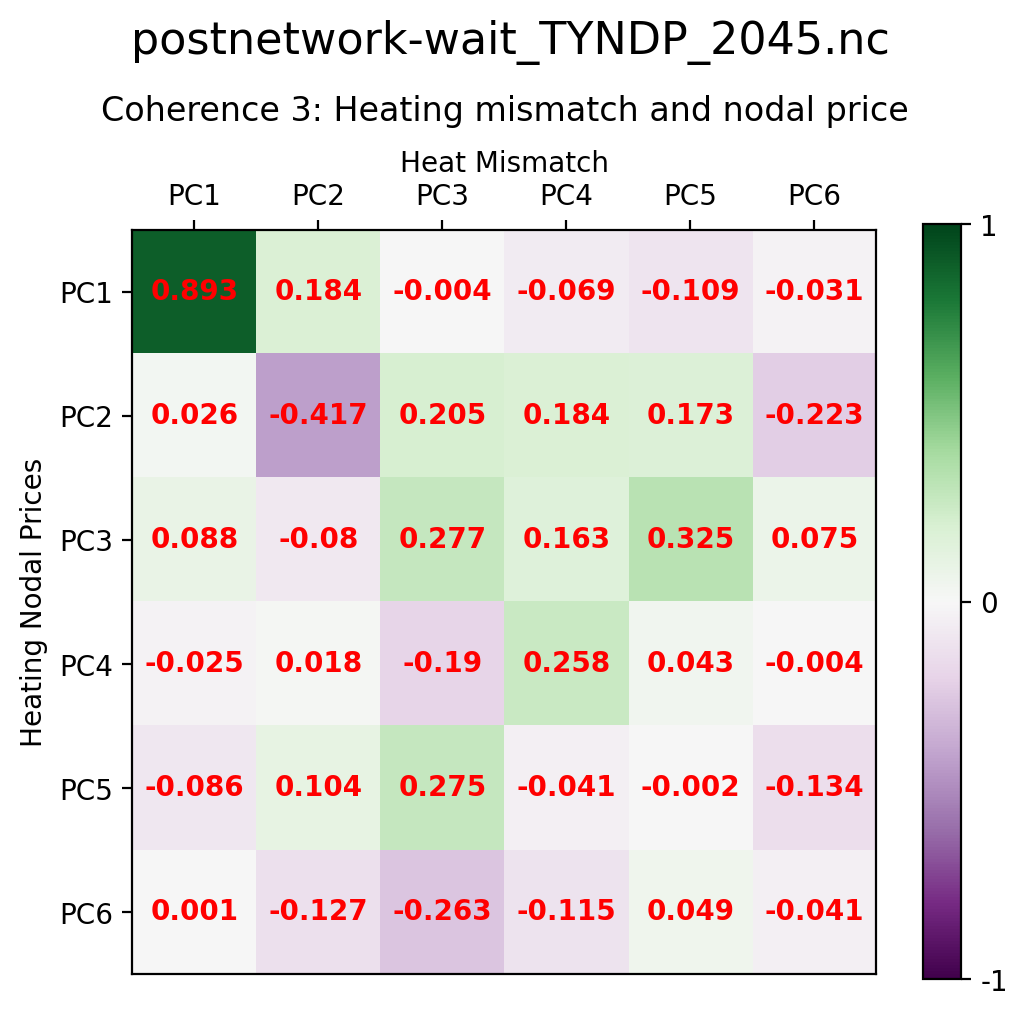 postnetwork-wait_TYNDP_2045.nc
Coherence 3: Heating mismatch and nodal price
Heat Mismatch
PC1 PC2 PC3 PC4 PC5 PC6
Heating Nodal Prices
PC1 0.893 0.184 -0.004 -0.069 -0.109 -0.031
PC2 0.026 -0.417 0.205 0.184 0.173 -0.223
PC3 0.088 -0.08 0.277 0.163 0.325 0.075
PC4 -0.025 0.018 -0.19 0.258 0.043 -0.004
PC5 -0.086 0.104 0.275 -0.041 -0.002 -0.134
PC6 0.001 -0.127 -0.263 -0.115 0.049 -0.041
1
0
-1